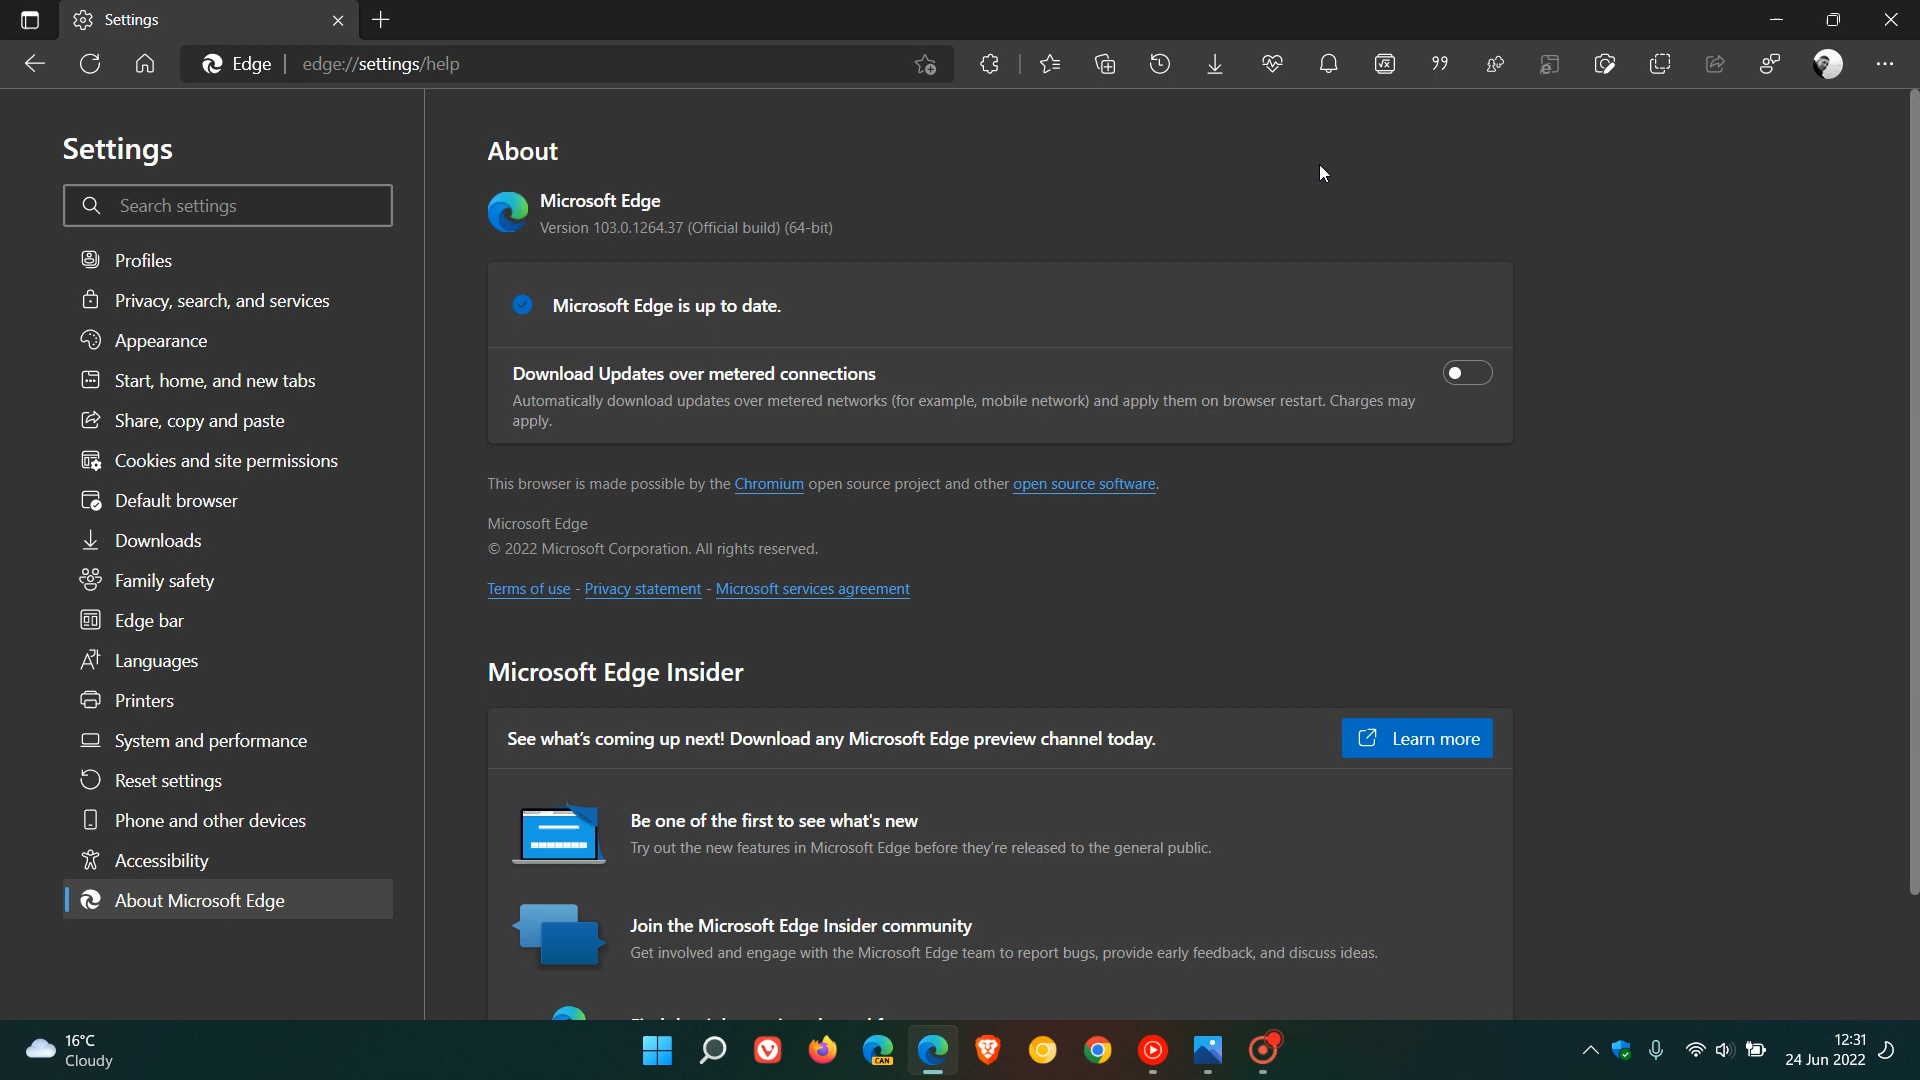 Settings
Edge
edge://settings/help
Settings
Search settings
Profiles
Privacy, search, and services
Appearance
Start, home, and new tabs
Share, copy and paste
Cookies and site permissions
Default browser
Downloads
Family safety
Edge bar
Languages
Printers
System and performance
Reset settings
Phone and other devices
Accessibility
About Microsoft Edge
About
Microsoft Edge
Version 103.0.1264.37 (Official build) (64-bit)
Microsoft Edge is up to date.
Download Updates over metered connections
Automatically download updates over metered networks (for example, mobile network) and apply them on browser restart. Charges may
apply.
This browser is made possible by the Chromium open source project and other open source software.
Microsoft Edge
© 2022 Microsoft Corporation. All rights reserved.
Terms of use - Privacy statement - Microsoft services agreement
Microsoft Edge Insider
See what's coming up next! Download any Microsoft Edge preview channel today.
Learn more
Be one of the first to see what's new
Try out the new features in Microsoft Edge before they're released to the general public.
Join the Microsoft Edge Insider community
Get involved and engage with the Microsoft Edge team to report bugs, provide early feedback, and discuss ideas.
16°C
Cloudy
CAN
12:31
24 Jun 2022